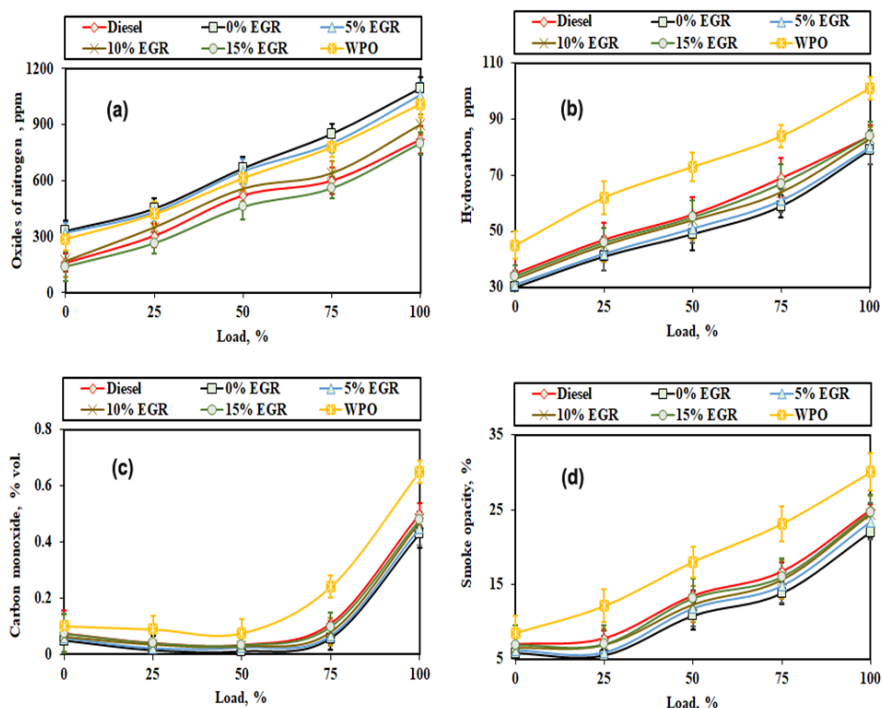 Diesel 0% EGR 5% EGR
10% EGR 15% EGR WPO
Oxides of nitrogen , ppm
1200
900
600
300
0
(a)
0 25 50 75 100
Load, %
Diesel 0% EGR 5% EGR
10% EGR 15% EGR WPO
Hydrocarbon, ppm
110
90
70
50
30
(b)
0 25 50 75 100
Load, %
Diesel 0% EGR 5% EGR
10% EGR 15% EGR WPO
Carbon monoxide, % vol.
0.8
0.6
0.4
0.2
0
(c)
0 25 50 75 100
Load, %
Diesel 0% EGR 5% EGR
10% EGR 15% EGR WPO
Smoke opacity, %
35
25
15
5
(d)
0 25 50 75 100
Load, %